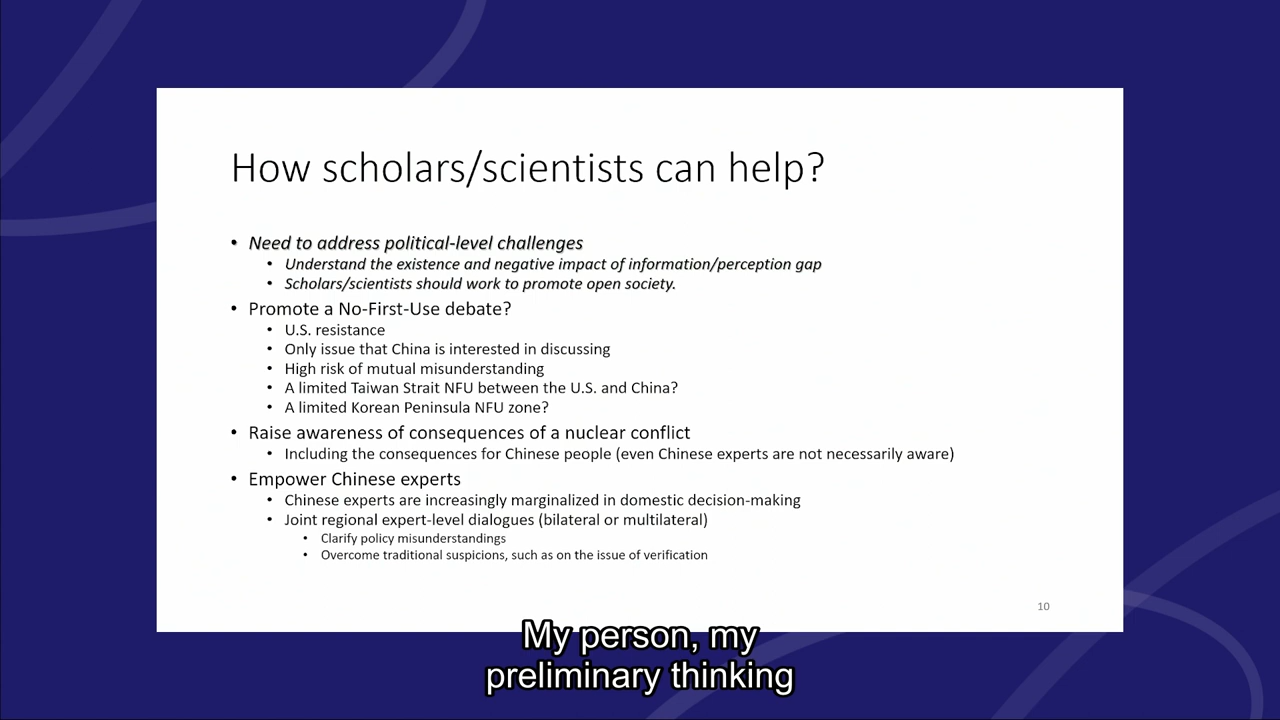 How scholars/scientists can help?
• Need to address political-level challenges
• Understand the existence and negative impact of information/perception gap
• Scholars/scientists should work to promote open society.
• Promote a No-First-Use debate?
• U.S. resistance
• Only issue that China is interested in discussing
• High risk of mutual misunderstanding
• A limited Taiwan Strait NFU between the U.S. and China?
• A limited Korean Peninsula NFU zone?
• Raise awareness of consequences of a nuclear conflict
• Including the consequences for Chinese people (even Chinese experts are not necessarily aware)
• Empower Chinese experts
• Chinese experts are increasingly marginalized in domestic decision-making
• Joint regional expert-level dialogues (bilateral or multilateral)
• Clarify policy misunderstandings
• Overcome traditional suspicions, such as on the issue of verification
10
My person, my
preliminary thinking